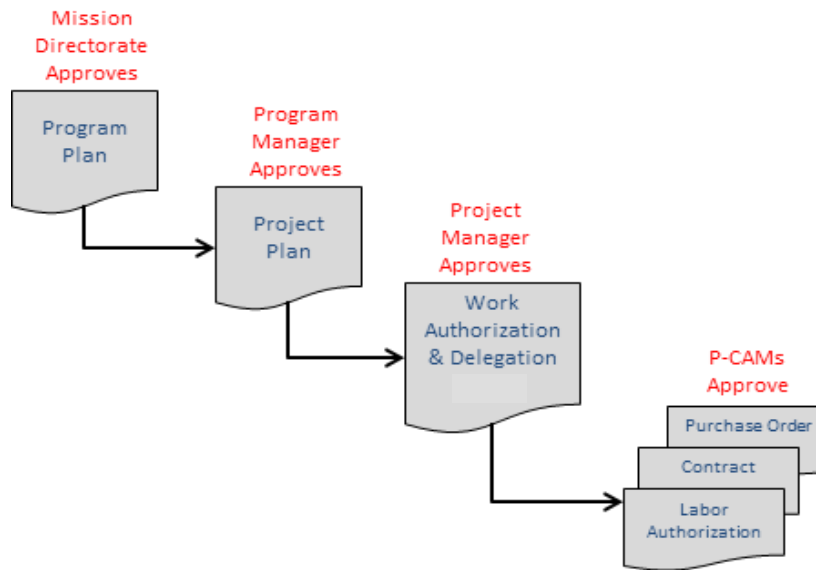 Mission
Directorate
Approves
Program
Plan
Program
Manager
Approves
Project
Plan
Project
Manager
Approves
Work
Authorization
& Delegation
P-CAMs
Approve
Purchase Order
Contract
Labor
Authorization